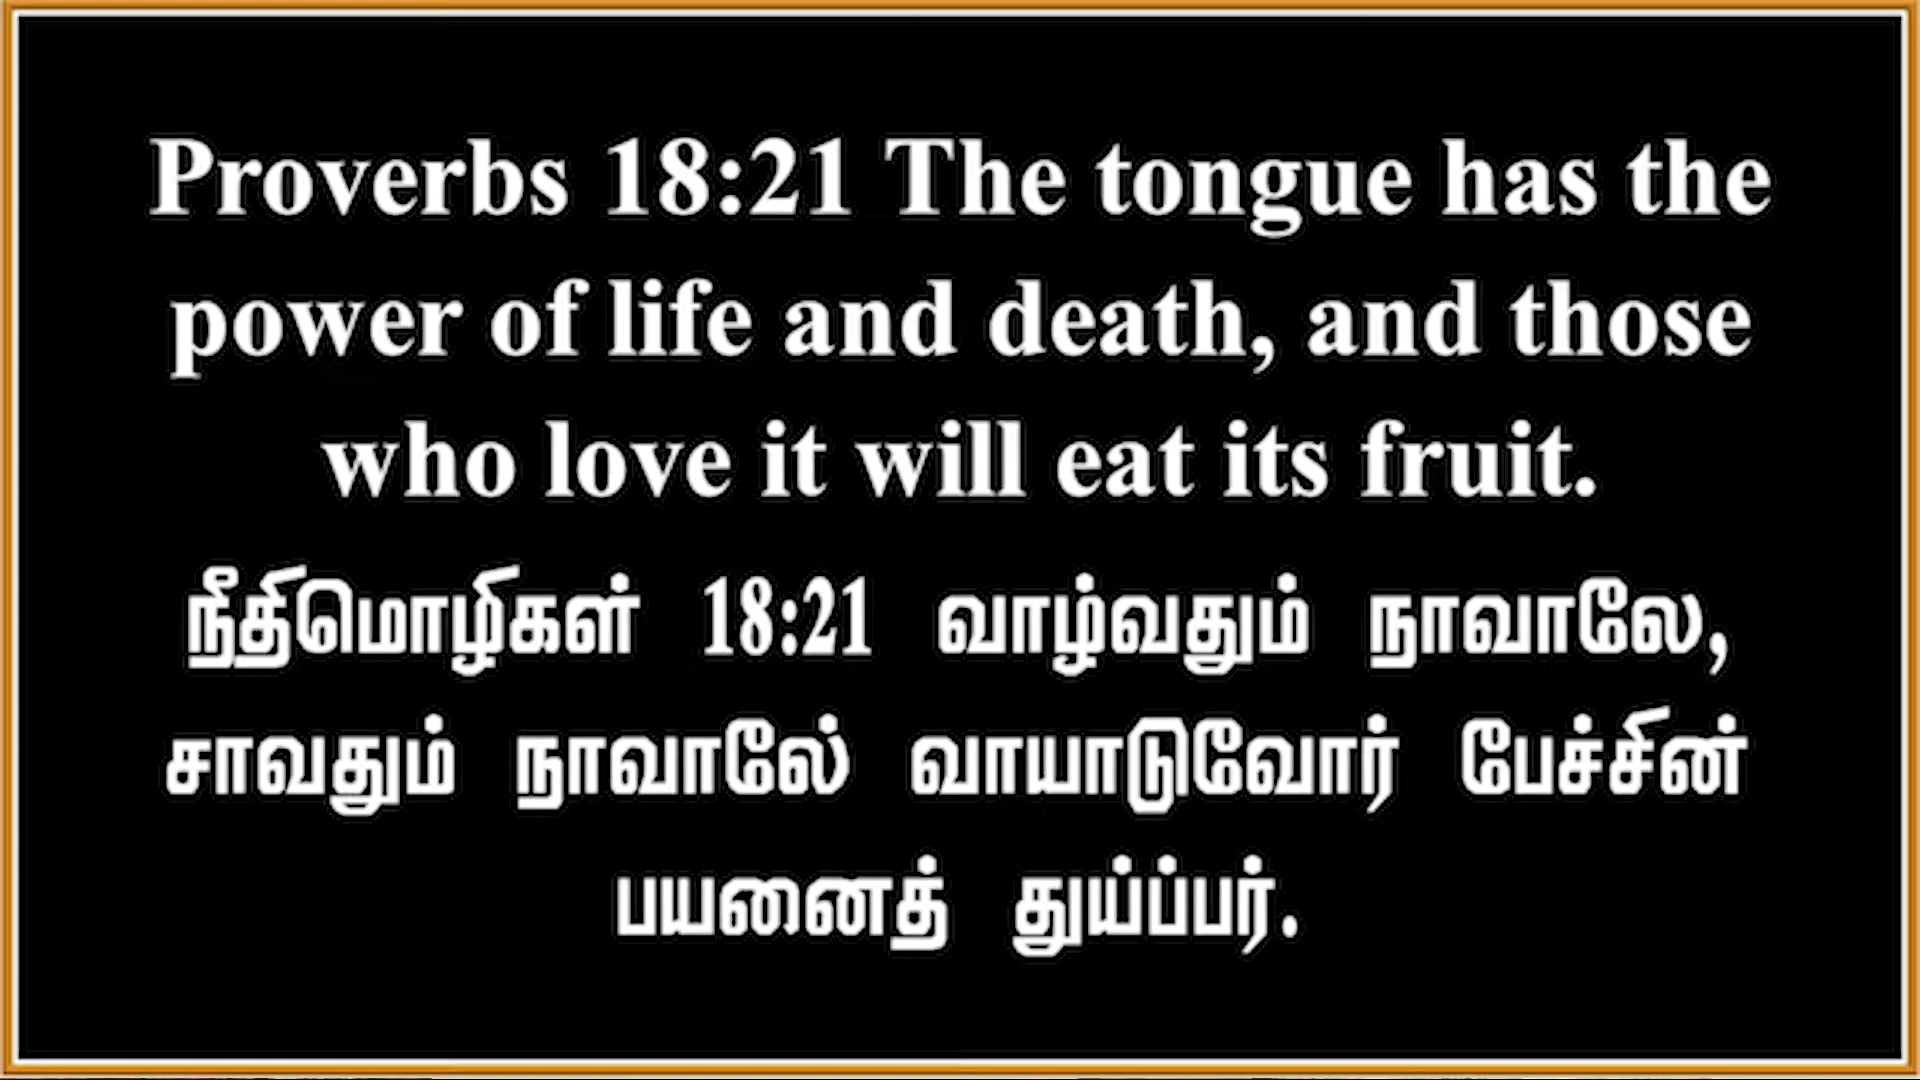 Proverbs 18:21 The tongue has the
power of life and death, and those
who love it will eat its fruit.
நீதிமொழிகள் 18:21 வாழ்வதும் நாவாலே,
சாவதும் நாவாலே் வாயாடுவோர் பேச்சின்
பயனைத் துய்ப்பர்.